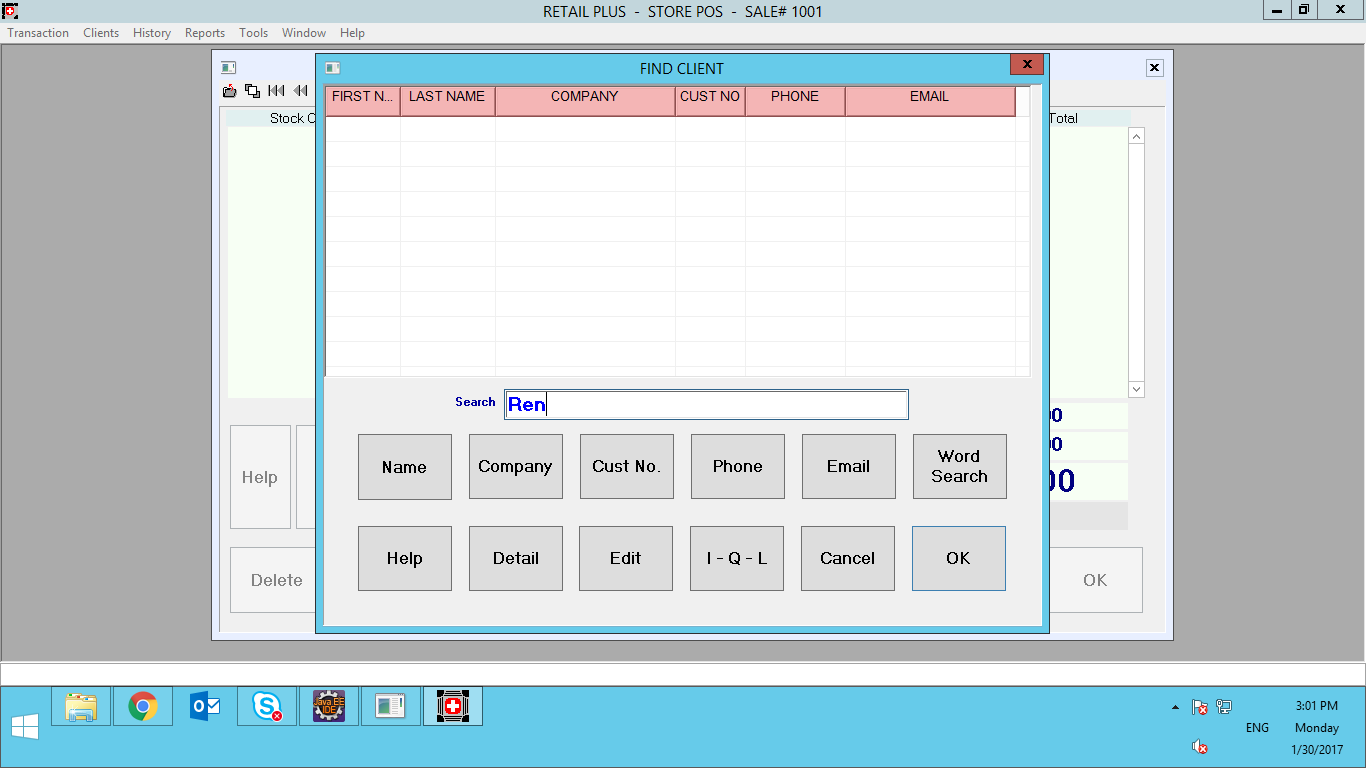 RETAIL PLUS - STORE POS - SALE# 1001
Transaction Clients History Reports Tools Window Help
FIND CLIENT
FIRST N... LAST NAME COMPANY CUST NO PHONE EMAIL
Stock C
Total
Search Ren
00
00
00
Name Company Cust No. Phone Email Word Search
Help
Help Detail Edit I - Q - L Cancel OK
Delete
OK
Java EE IDE
3:01 PM
ENG Monday
1/30/2017